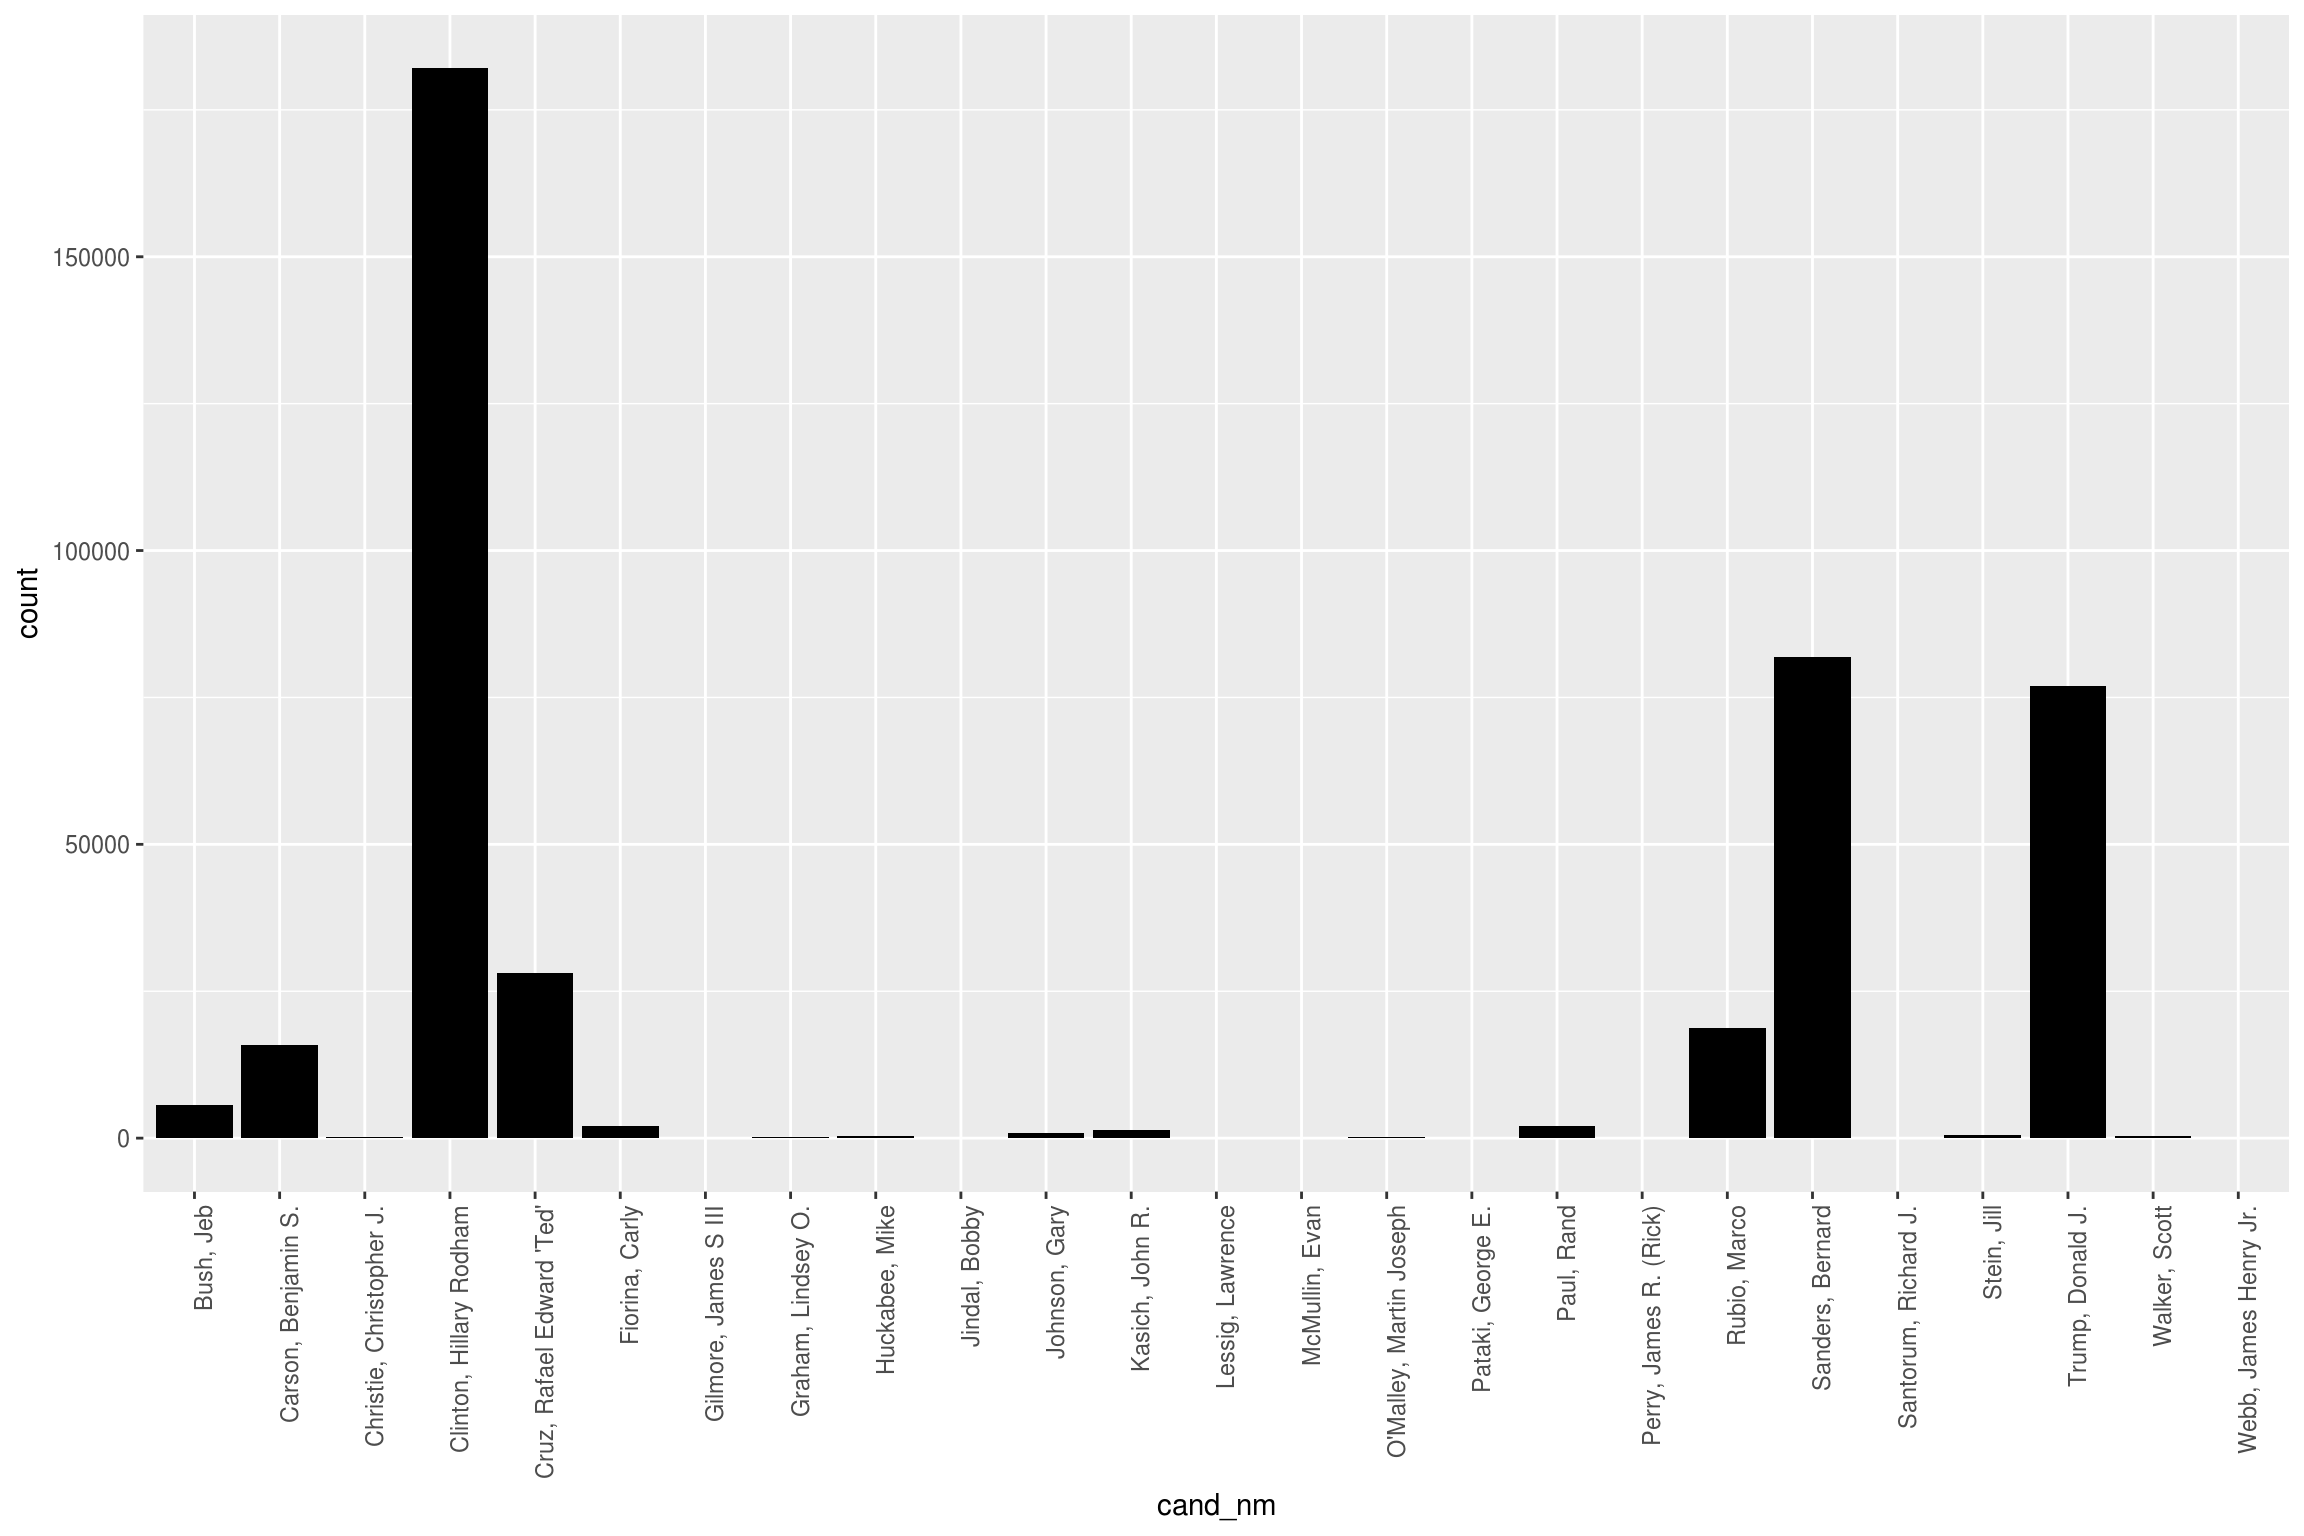 count
150000
100000
50000
0
Bush, Jeb
Carson, Benjamin S.
Christie, Christopher J.
Clinton, Hillary Rodham
Cruz, Rafael Edward 'Ted'
Fiorina, Carly
Gilmore, James S III
Graham, Lindsey O.
Huckabee, Mike
Jindal, Bobby
Johnson, Gary
Kasich, John R.
Lessig, Lawrence
McMullin, Evan
O'Malley, Martin Joseph
Pataki, George E.
Paul, Rand
Perry, James R. (Rick)
Rubio, Marco
Sanders, Bernard
Santorum, Richard J.
Stein, Jill
Trump, Donald J.
Walker, Scott
Webb, James Henry Jr.
cand_nm